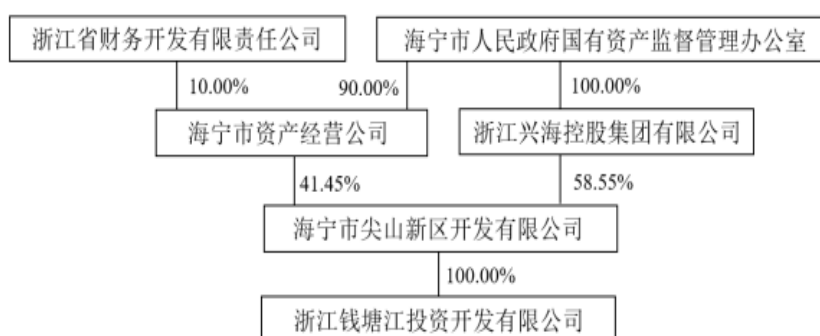 浙江省财务开发有限责任公司
海宁市人民政府国有资产监督管理办公室
10.00%
90.00%
100.00%
海宁市资产经营公司
浙江兴海控股集团有限公司
41.45%
58.55%
海宁市尖山新区开发有限公司
100.00%
浙江钱塘江投资开发有限公司